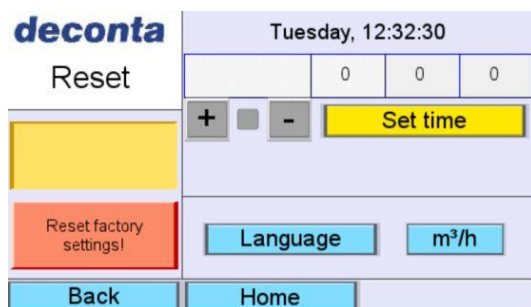 deconta
Tuesday, 12:32:30
Reset
0 0 0
+ - Set time
Reset factory
settings!
Language m³/h
Back Home